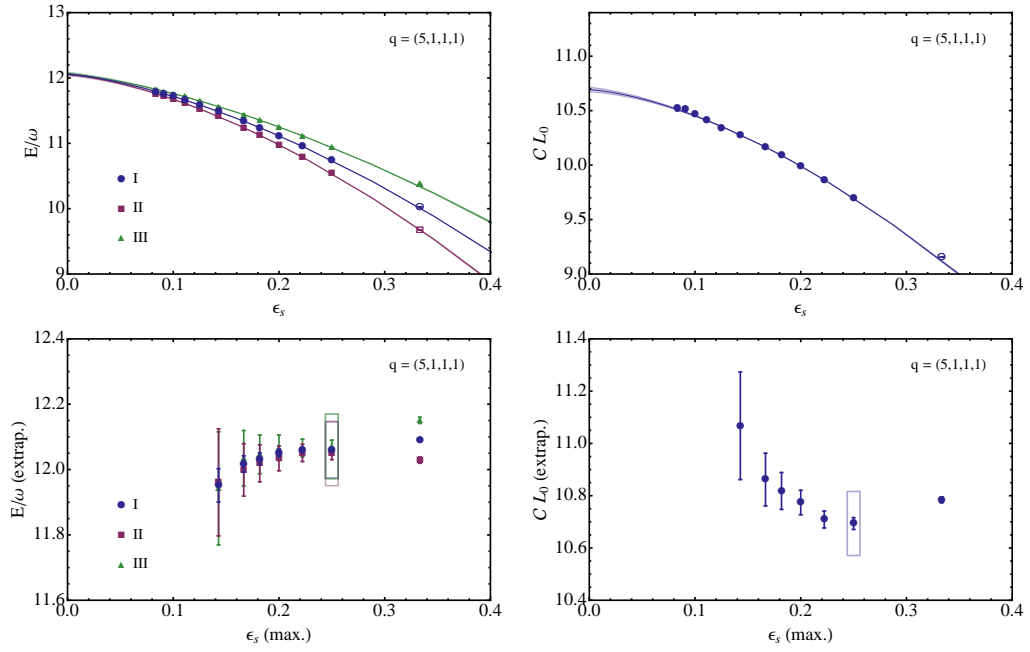 13
12
11
10
9
E/ω
q = (5,1,1,1)
I
II
III
0.0 0.1 0.2 0.3 0.4
ϵs
11.0
10.5
10.0
9.5
9.0
C L0
q = (5,1,1,1)
0.0 0.1 0.2 0.3 0.4
ϵs
12.4
12.2
12.0
11.8
11.6
E/ω (extrap.)
q = (5,1,1,1)
I
II
III
0.0 0.1 0.2 0.3 0.4
ϵs (max.)
11.4
11.2
11.0
10.8
10.6
10.4
C L0 (extrap.)
q = (5,1,1,1)
0.0 0.1 0.2 0.3 0.4
ϵs (max.)